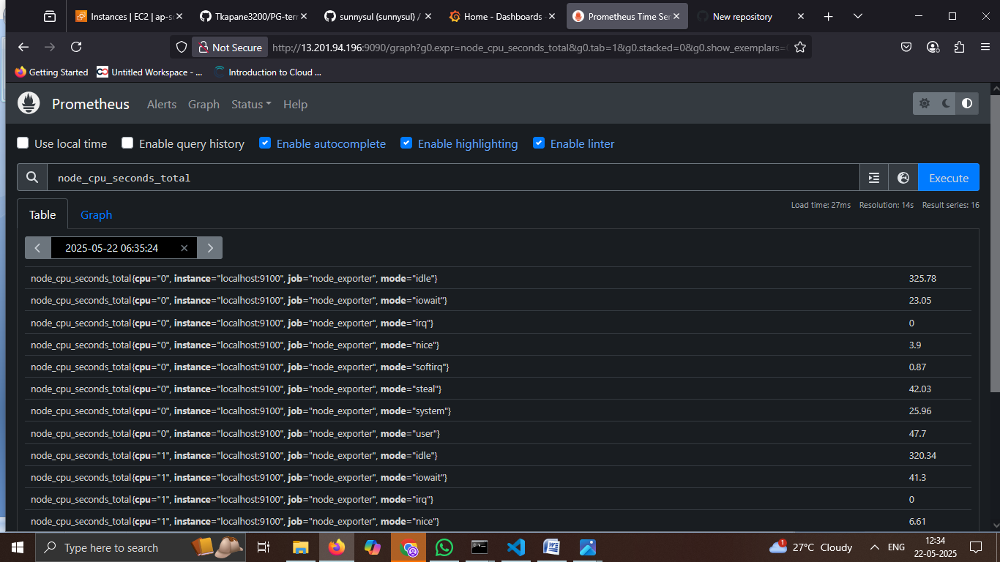 Instances | EC2 | ap-s
Tkapane3200/PG-terr
sunnysul (sunnysul) /
Home - Dashboards -
Prometheus Time Ser
New repository
Not Secure
http://13.201.94.196:9090/graph?g0.expr=node_cpu_seconds_total&g0.tab=1&g0.stacked=0&g0.show_exemplars=
Getting Started
Untitled Workspace - ...
Introduction to Cloud ...
Prometheus
Alerts
Graph
Status
Help
Use local time
Enable query history
Enable autocomplete
Enable highlighting
Enable linter
node_cpu_seconds_total
Execute
Table
Graph
Load time: 27ms
Resolution: 14s
Result series: 16
2025-05-22 06:35:24
node_cpu_seconds_total{cpu="0", instance="localhost:9100", job="node_exporter", mode="idle"} 325.78
node_cpu_seconds_total{cpu="0", instance="localhost:9100", job="node_exporter", mode="iowait"} 23.05
node_cpu_seconds_total{cpu="0", instance="localhost:9100", job="node_exporter", mode="irq"} 0
node_cpu_seconds_total{cpu="0", instance="localhost:9100", job="node_exporter", mode="nice"} 3.9
node_cpu_seconds_total{cpu="0", instance="localhost:9100", job="node_exporter", mode="softirq"} 0.87
node_cpu_seconds_total{cpu="0", instance="localhost:9100", job="node_exporter", mode="steal"} 42.03
node_cpu_seconds_total{cpu="0", instance="localhost:9100", job="node_exporter", mode="system"} 25.96
node_cpu_seconds_total{cpu="0", instance="localhost:9100", job="node_exporter", mode="user"} 47.7
node_cpu_seconds_total{cpu="1", instance="localhost:9100", job="node_exporter", mode="idle"} 320.34
node_cpu_seconds_total{cpu="1", instance="localhost:9100", job="node_exporter", mode="iowait"} 41.3
node_cpu_seconds_total{cpu="1", instance="localhost:9100", job="node_exporter", mode="irq"} 0
node_cpu_seconds_total{cpu="1", instance="localhost:9100", job="node_exporter", mode="nice"} 6.61
Type here to search
1
27°C Cloudy
ENG
12:34
22-05-2025